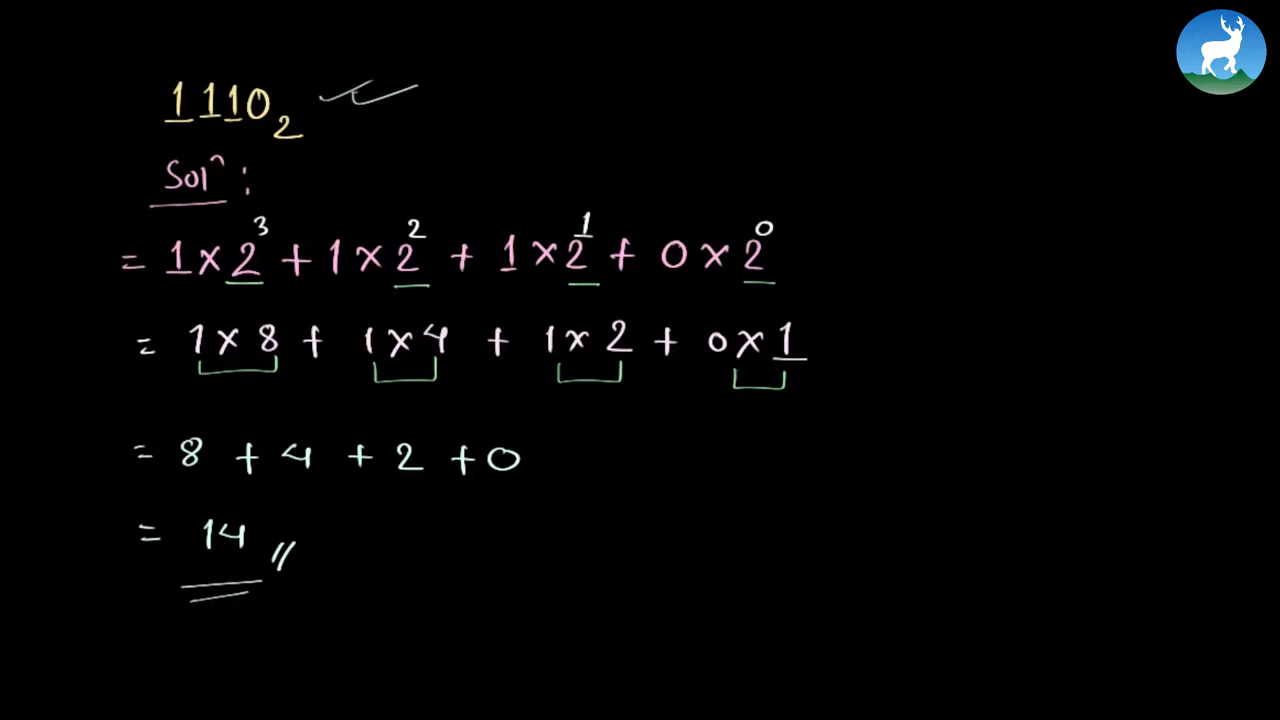 1110₂
Solⁿ :
= 1 × 2³ + 1 × 2² + 1 × 2¹ + 0 × 2⁰
= 1 × 8 + 1 × 4 + 1 × 2 + 0 × 1
= 8 + 4 + 2 + 0
= 14 //